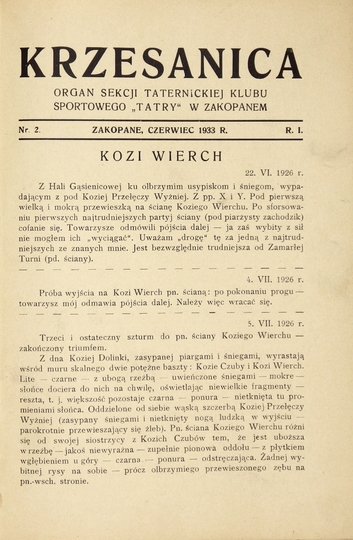 KRZESANICA
ORGAN SEKCJI TATERNICKIEJ KLUBU
SPORTOWEGO „TATRY“ W ZAKOPANEM
Nr. 2. ZAKOPANE, CZERWIEC 1933 R. R. I.
KOZI WIERCH
22. VI. 1926 r.
Z Hali Gąsienicowej ku olbrzymim usypiskom i śniegom, wypa-
dającym z pod Koziej Przełęczy Wyżniej. Z pp. X i Y. Pod pierwszą
wielką i mokrą przewieszką na ścianę Koziego Wierchu. Po sforsowa-
niu pierwszych najtrudniejszych partyj ściany (pod piarzysty zachodzik)
cofanie się. Towarzysze odmówili pójścia dalej — ja zaś wybity z sił
nie mogłem ich „wyciągać“. Uważam „drogę“ tę za jedną z najtrud-
niejszych ze znanych mnie. Jest bezwzględnie trudniejsza od Zamarłej
Turni (pd. ściany).
4. VII. 1926 r.
Próba wyjścia na Kozi Wierch pn. ścianą: po pokonaniu progu —
towarzysz mój odmawia pójścia dalej. Należy więc wracać się.
5. VII. 1926 r.
Trzeci i ostateczny szturm do pn. ściany Koziego Wierchu —
zakończony triumfem.
Z dna Koziej Dolinki, zasypanej piargami i śniegami, wyrastają
wśród muru skalnego dwie potężne baszty: Kozie Czuby i Kozi Wierch.
Lite — czarne — z ubogą rzeźbą — uwieńczone śniegami — mokre —
słońce dociera do nich na chwilę, oświetlając niewielkie fragmenty —
reszta, t. j. większość pozostaje czarna — ponura — nietknięta tu pro-
mieniami słońca. Oddzielone od siebie wąską szczerbą Koziej Przełęczy
Wyżniej (zasypany śniegami i nietknięty nogą ludzką w wyjściu —
parokrotnie przewieszający się żleb). Pn. ściana Koziego Wierchu różni
się od swojej siostrzycy z Kozich Czubów tem, że jest uboższa
w rzeźbę — jakoś niewyraźna — zupełnie pionowa oddołu — z płytkiem
wgłębieniem u góry — czarna — ponura — odstręczająca. Żadnej wy-
bitnej rysy na sobie — prócz olbrzymiego przewieszonego zębu na
pn.-wsch. stronie.